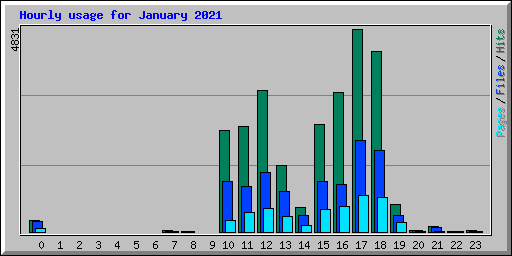 Hourly usage for January 2021
4831
Pages/Files/Hits
0 1 2 3 4 5 6 7 8 9 10 11 12 13 14 15 16 17 18 19 20 21 22 23